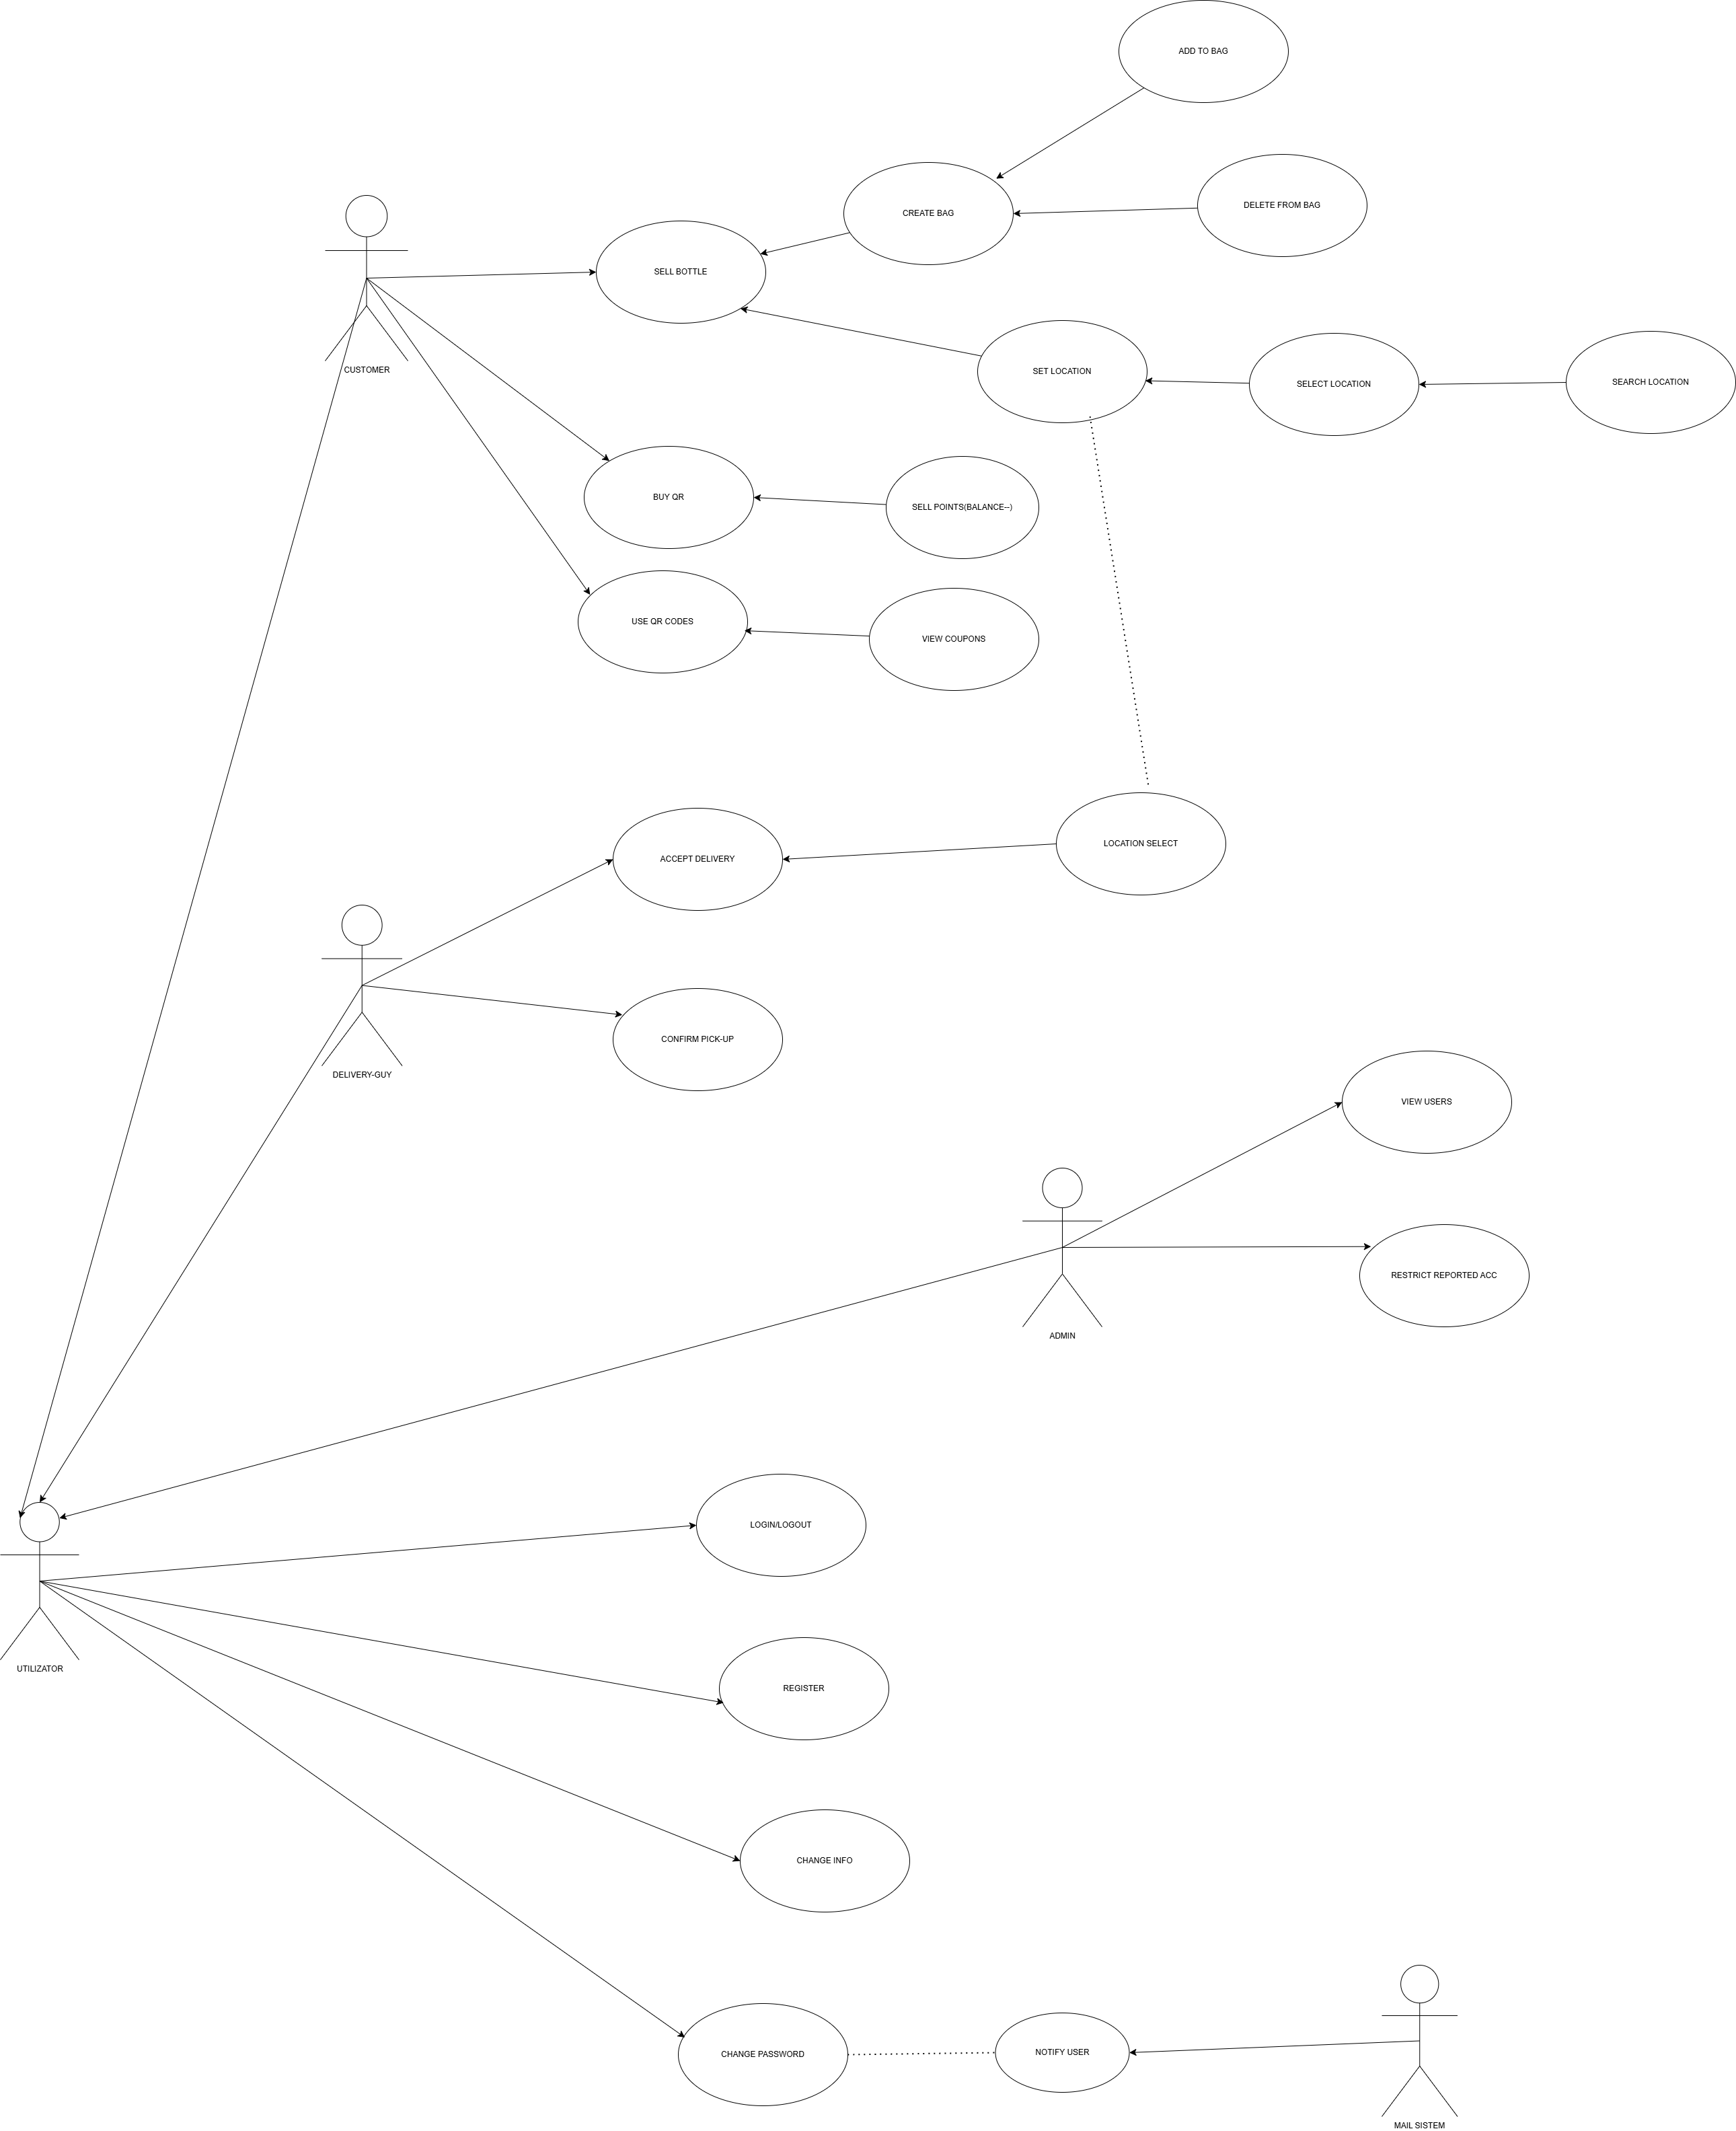 ADD TO BAG
CREATE BAG
DELETE FROM BAG
SELL BOTTLE
CUSTOMER
SET LOCATION
SELECT LOCATION
SEARCH LOCATION
BUY QR
SELL POINTS(BALANCE--)
USE QR CODES
VIEW COUPONS
LOCATION SELECT
ACCEPT DELIVERY
CONFIRM PICK-UP
DELIVERY-GUY
VIEW USERS
RESTRICT REPORTED ACC
ADMIN
LOGIN/LOGOUT
UTILIZATOR
REGISTER
CHANGE INFO
CHANGE PASSWORD
NOTIFY USER
MAIL SISTEM